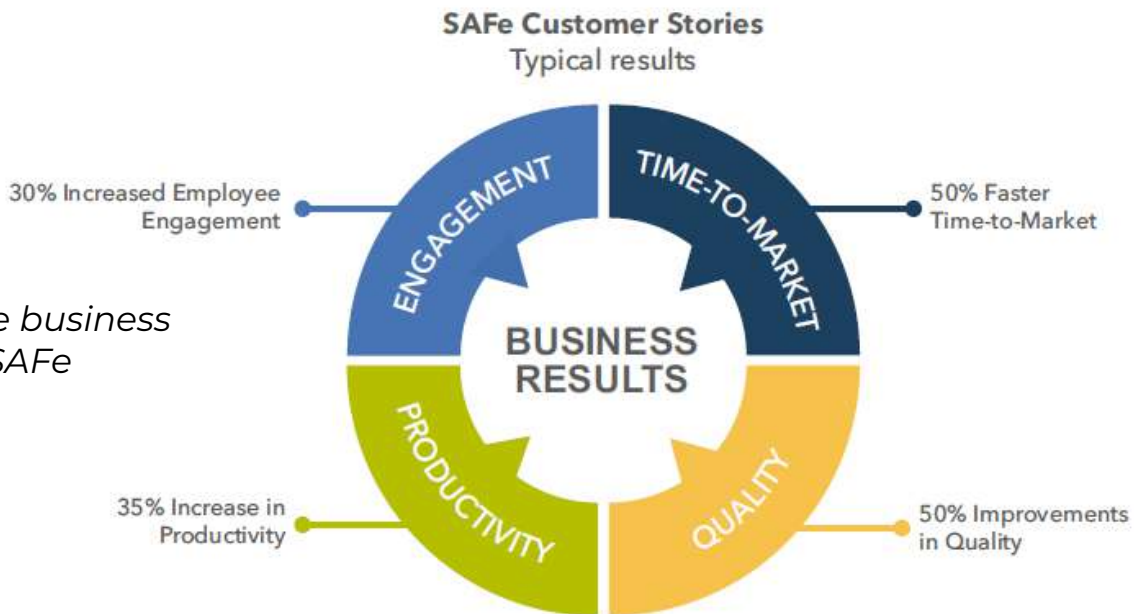 SAFe Customer Stories
Typical results
30% Increased Employee
Engagement
ENGAGEMENT
TIME-TO-MARKET
50% Faster
Time-to-Market
e business
SAFe
BUSINESS
RESULTS
35% Increase in
Productivity
PRODUCTIVITY
QUALITY
50% Improvements
in Quality